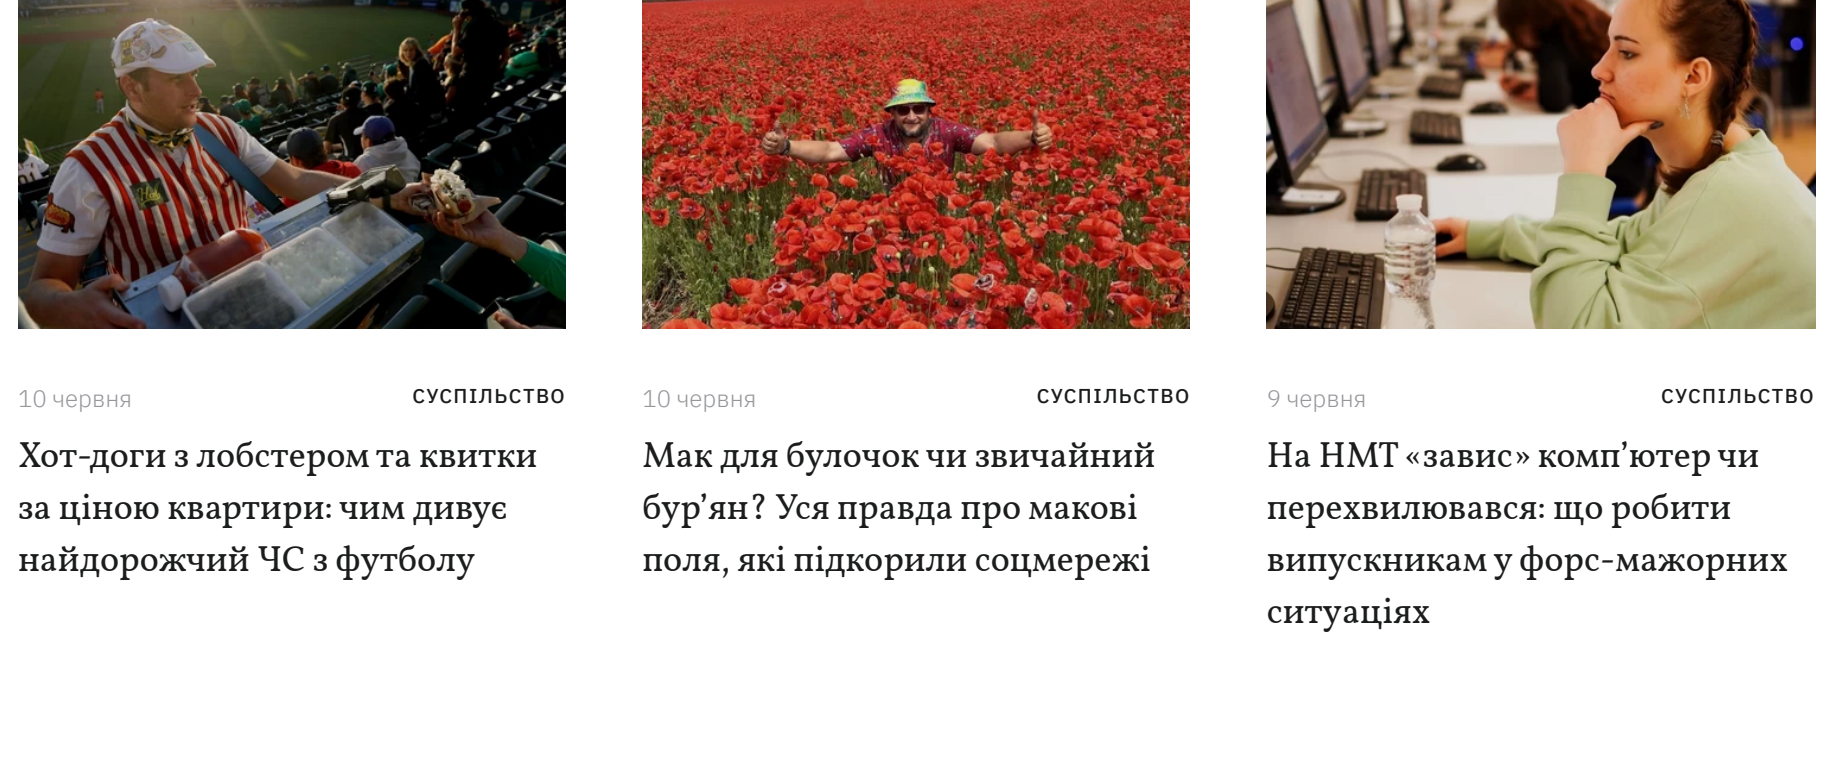 10 червня СУСПІЛЬСТВО
Хот-доги з лобстером та квитки
за ціною квартири: чим дивує
найдорожчий ЧС з футболу
10 червня СУСПІЛЬСТВО
Мак для булочок чи звичайний
бур’ян? Уся правда про макові
поля, які підкорили соцмережі
9 червня СУСПІЛЬСТВО
На НМТ «завис» комп’ютер чи
перехвилювався: що робити
випускникам у форс-мажорних
ситуаціях